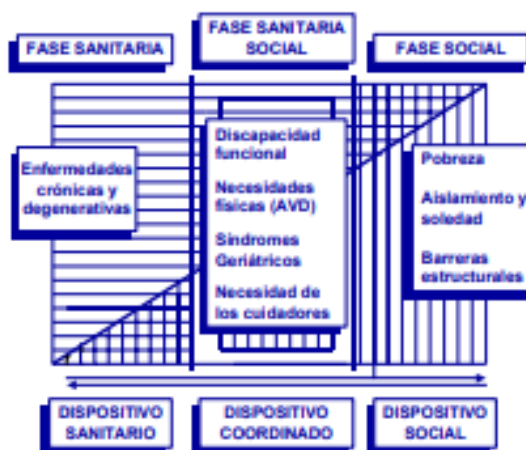 FASE SANITARIA
FASE SANITARIA
SOCIAL
FASE SOCIAL
Enfermedades
crónicas y
degenerativas
Discapacidad
funcional
Necesidades
físicas (AVD)
Síndromes
Geriátricos
Necesidad de
los cuidadores
Pobreza
Aislamiento y
soledad
Barreras
estructurales
DISPOSITIVO
SANITARIO
DISPOSITIVO
COORDINADO
DISPOSITIVO
SOCIAL